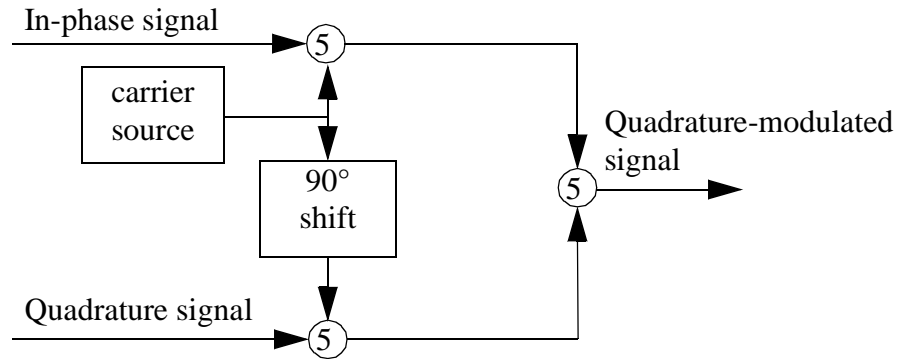 In-phase signal
5
carrier
source
Quadrature-modulated
signal
90°
shift
5
Quadrature signal
5